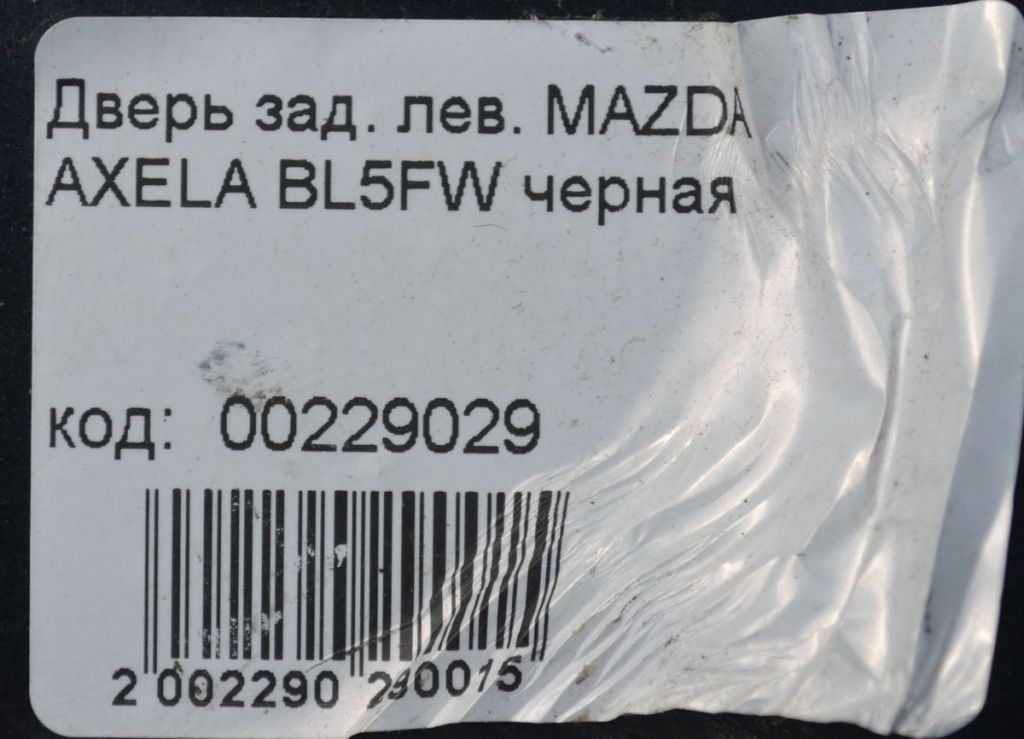 Дверь зад. лев. MAZDA
AXELA BL5FW черная
код: 00229029
2 002290 290015